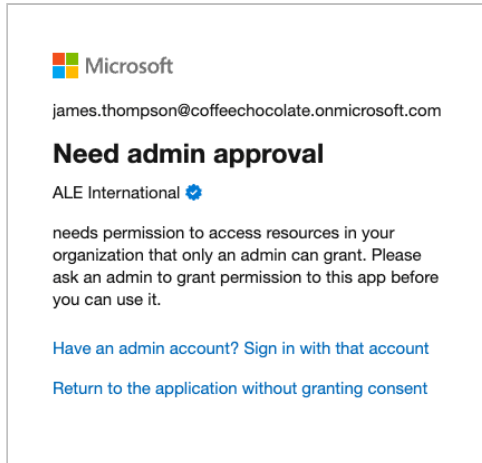 Microsoft
james.thompson@coffeechocolate.onmicrosoft.com
Need admin approval
ALE International
needs permission to access resources in your
organization that only an admin can grant. Please
ask an admin to grant permission to this app before
you can use it.
Have an admin account? Sign in with that account
Return to the application without granting consent